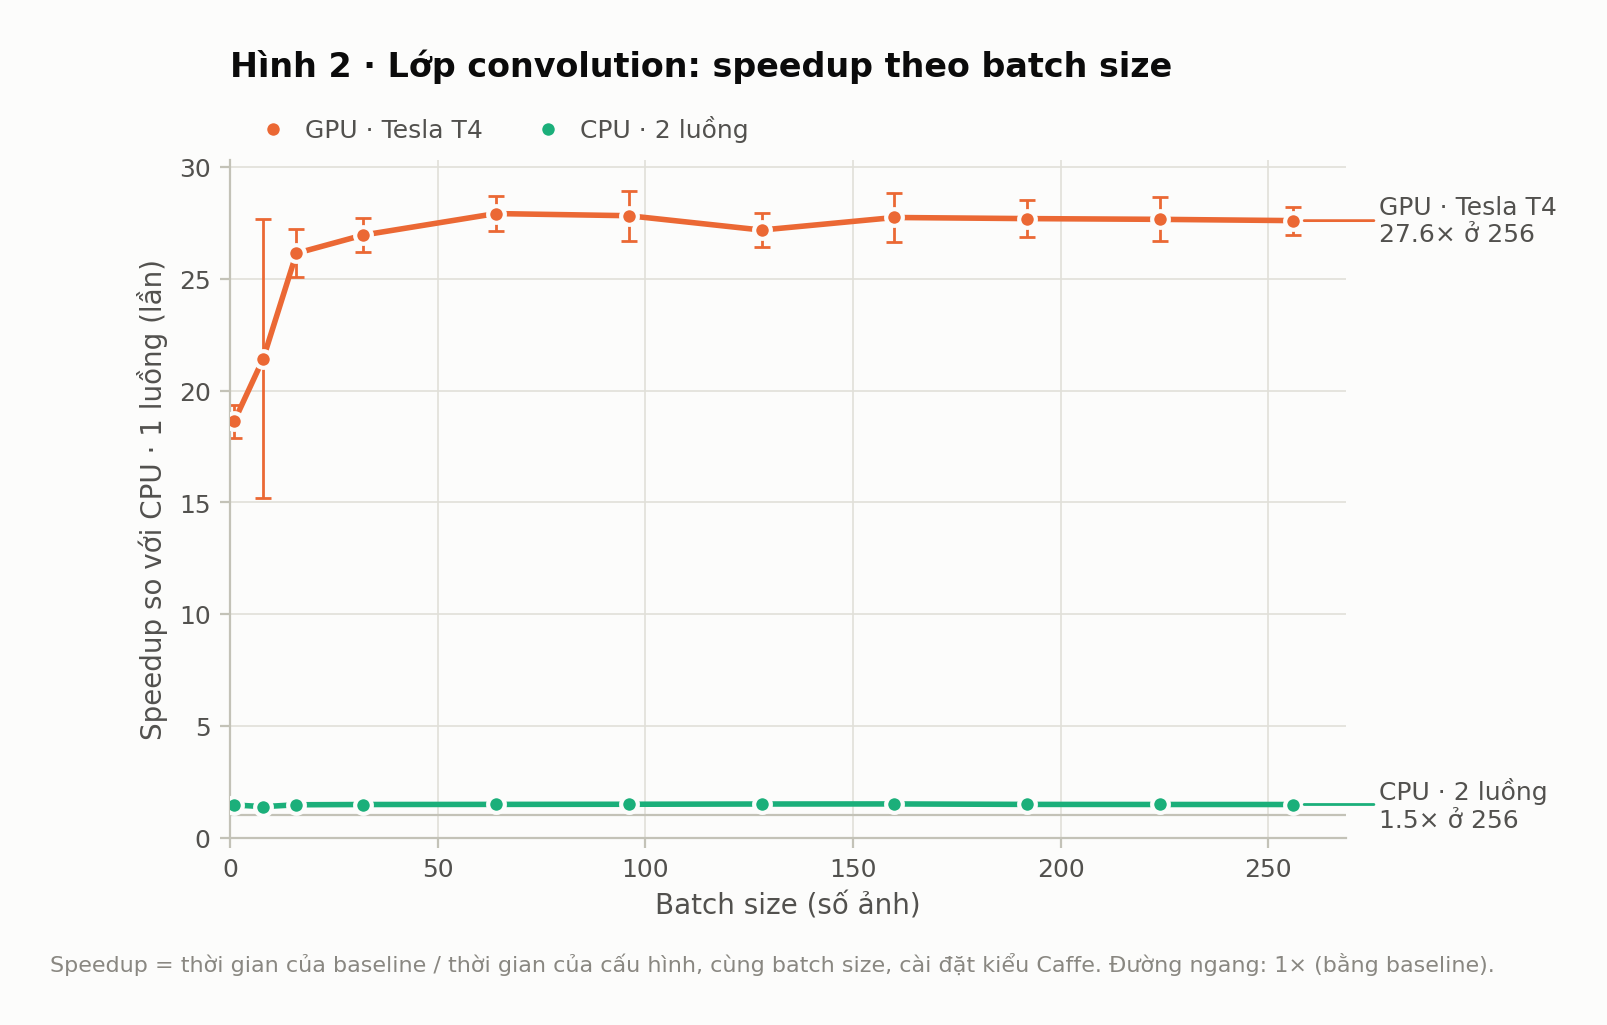 Hình 2 · Lớp convolution: speedup theo batch size
GPU · Tesla T4
CPU · 2 luồng
Speedup so với CPU · 1 luồng (lần)
30
25
20
15
10
5
0
GPU · Tesla T4
27.6× ở 256
CPU · 2 luồng
1.5× ở 256
0 50 100 150 200 250
Batch size (số ảnh)
Speedup = thời gian của baseline / thời gian của cấu hình, cùng batch size, cài đặt kiểu Caffe. Đường ngang: 1× (bằng baseline).